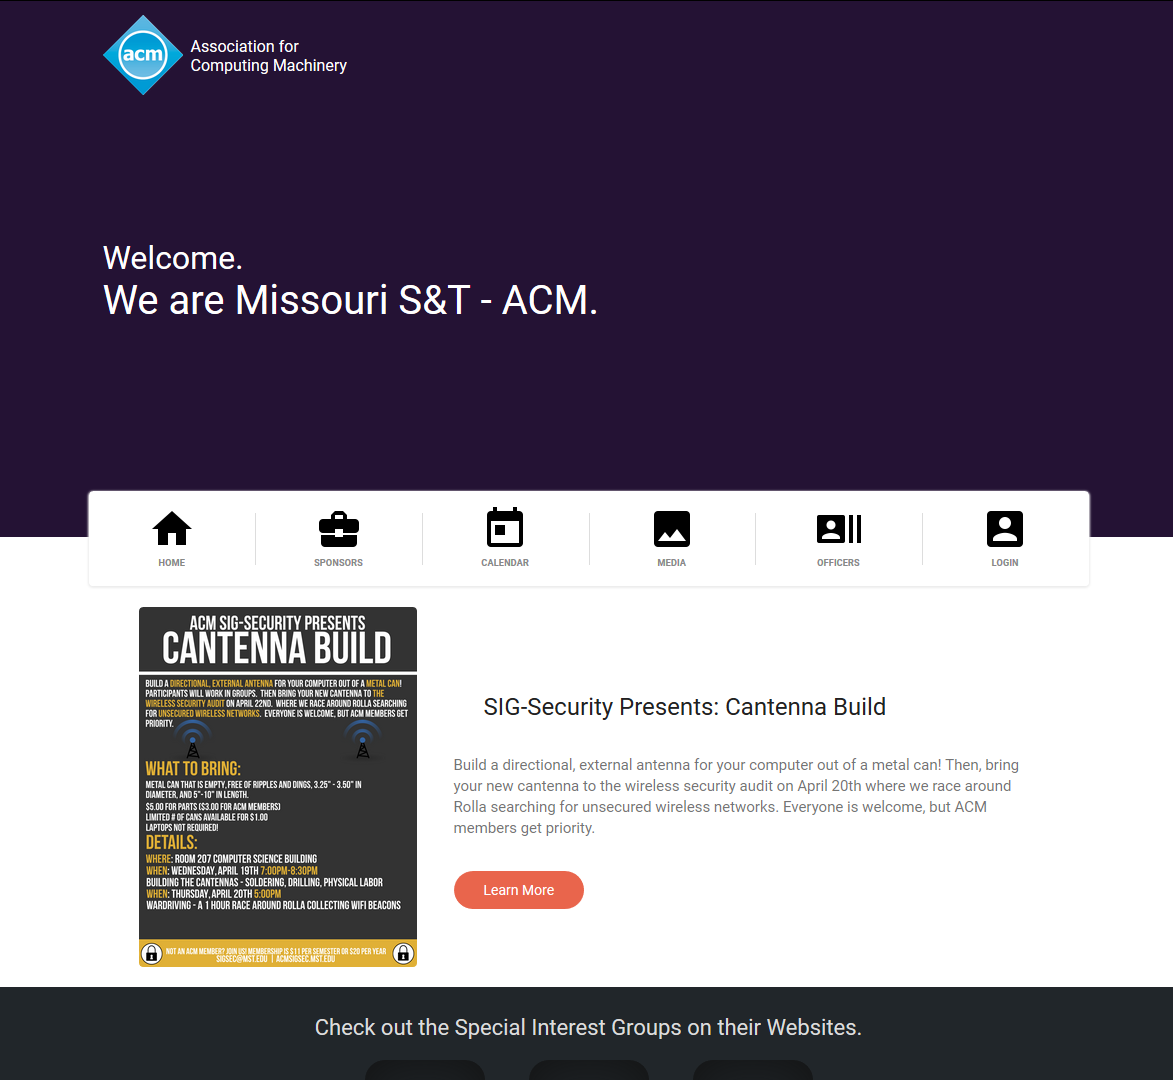 acm
Association for
Computing Machinery
Welcome.
We are Missouri S&T - ACM.
HOME
SPONSORS
CALENDAR
MEDIA
OFFICERS
LOGIN
ACM SIG-SECURITY PRESENTS
CANTENNA BUILD
BUILD A DIRECTIONAL, EXTERNAL ANTENNA FOR YOUR COMPUTER OUT OF A METAL CAN!
PARTICIPANTS WILL WORK IN GROUPS. THEN BRING YOUR NEW CANTENNA TO THE
WIRELESS SECURITY AUDIT ON APRIL 22ND. WHERE WE RACE AROUND ROLLA SEARCHING
FOR UNSECURED WIRELESS NETWORKS. EVERYONE IS WELCOME, BUT ACM MEMBERS GET
PRIORITY.
WHAT TO BRING:
METAL CAN THAT IS EMPTY, FREE OF RIPPLES AND DINGS, 3.25" - 3.50" IN
DIAMETER, AND 5"-10" IN LENGTH.
$5.00 FOR PARTS ($3.00 FOR ACM MEMBERS)
LIMITED # OF CANS AVAILABLE FOR $1.00
LAPTOPS NOT REQUIRED!
DETAILS:
WHERE: ROOM 207 COMPUTER SCIENCE BUILDING
WHEN: WEDNESDAY, APRIL 19TH 7:00PM-8:30PM
BUILDING THE CANTENNAS - SOLDERING, DRILLING, PHYSICAL LABOR
WHEN: THURSDAY, APRIL 20TH 5:00PM
WARDRIVING - A 1 HOUR RACE AROUND ROLLA COLLECTING WIFI BEACONS
NOT AN ACM MEMBER? JOIN US! MEMBERSHIP IS $11 PER SEMESTER OR $20 PER YEAR
SIGSEC@MST.EDU | ACMSIGSEC.MST.EDU
SIG-Security Presents: Cantenna Build
Build a directional, external antenna for your computer out of a metal can! Then, bring
your new cantenna to the wireless security audit on April 20th where we race around
Rolla searching for unsecured wireless networks. Everyone is welcome, but ACM
members get priority.
Learn More
Check out the Special Interest Groups on their Websites.